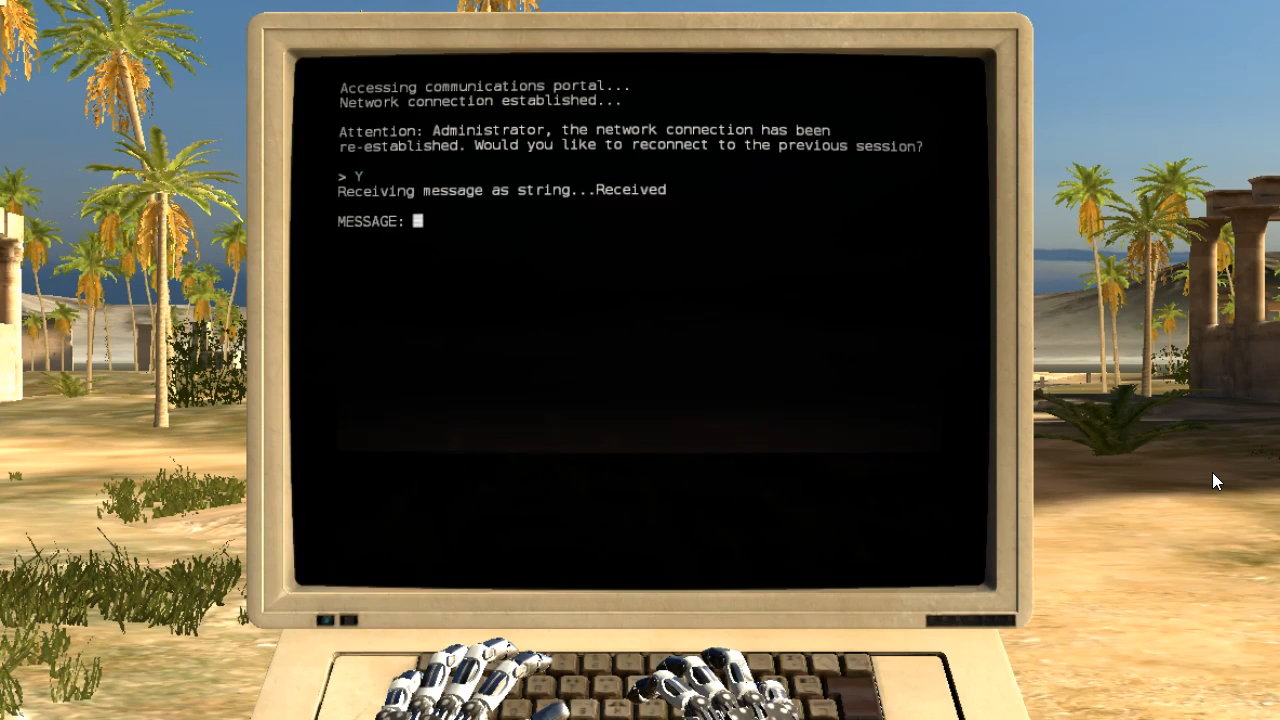 Accessing communications portal...
Network connection established...
Attention: Administrator, the network connection has been
re-established. Would you like to reconnect to the previous session?
> Y
Receiving message as string...Received
MESSAGE: